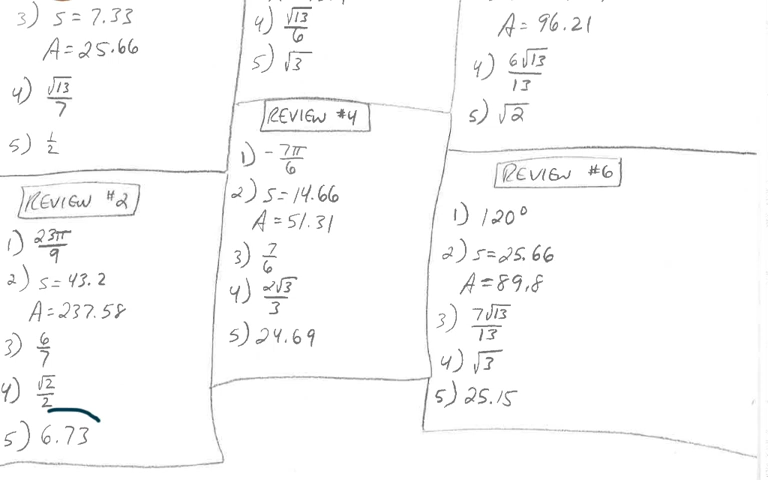 3) s = 7.33
A = 25.66
4) √13/7
5) 1/2
REVIEW #2
1) 23π/9
2) s = 43.2
A = 237.58
3) 6/7
4) √2/2
5) 6.73
4) √13/6
5) √3
REVIEW #4
1) -7π/6
2) s = 14.66
A = 51.31
3) 7/6
4) 2√3/3
5) 24.69
A = 96.21
4) 6√13/13
5) √2
REVIEW #6
1) 120°
2) s = 25.66
A = 89.8
3) 7√13/13
4) √3
5) 25.15